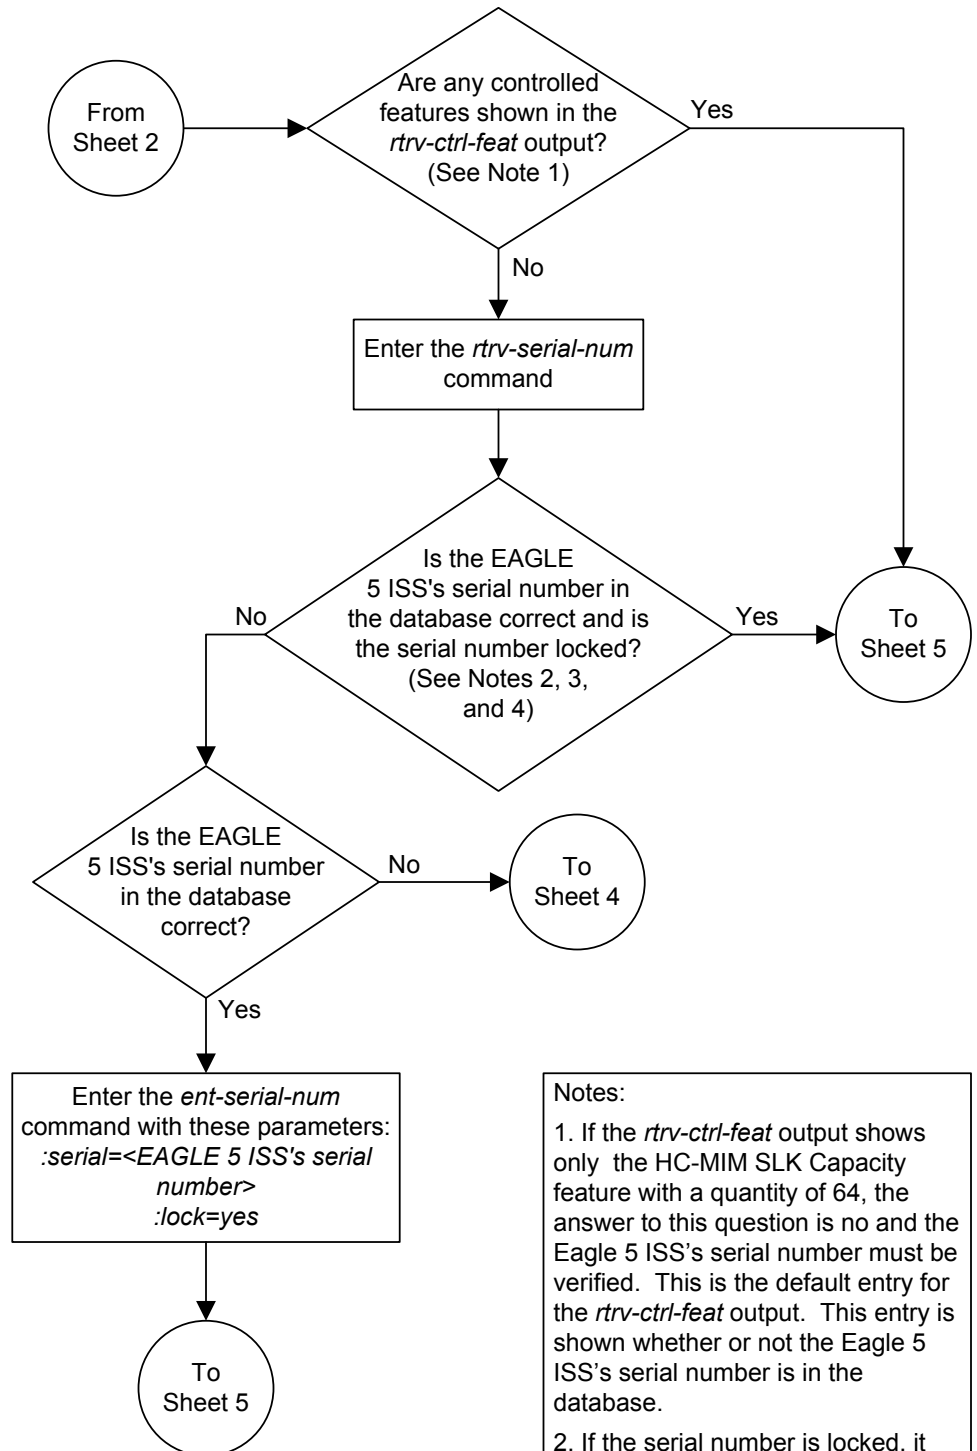 From
Sheet 2
Are any controlled
features shown in the
rtrv-ctrl-feat output?
(See Note 1)
Yes
No
Enter the rtrv-serial-num
command
Is the EAGLE
5 ISS's serial number in
the database correct and is
the serial number locked?
(See Notes 2, 3,
and 4)
No
Yes
To
Sheet 5
Is the EAGLE
5 ISS's serial number
in the database
correct?
No
To
Sheet 4
Yes
Enter the ent-serial-num
command with these parameters:
:serial=<EAGLE 5 ISS's serial
number>
:lock=yes
To
Sheet 5
Notes:
1. If the rtrv-ctrl-feat output shows
only the HC-MIM SLK Capacity
feature with a quantity of 64, the
answer to this question is no and the
Eagle 5 ISS’s serial number must be
verified. This is the default entry for
the rtrv-ctrl-feat output. This entry is
shown whether or not the Eagle 5
ISS’s serial number is in the
database.
2. If the serial number is locked, it